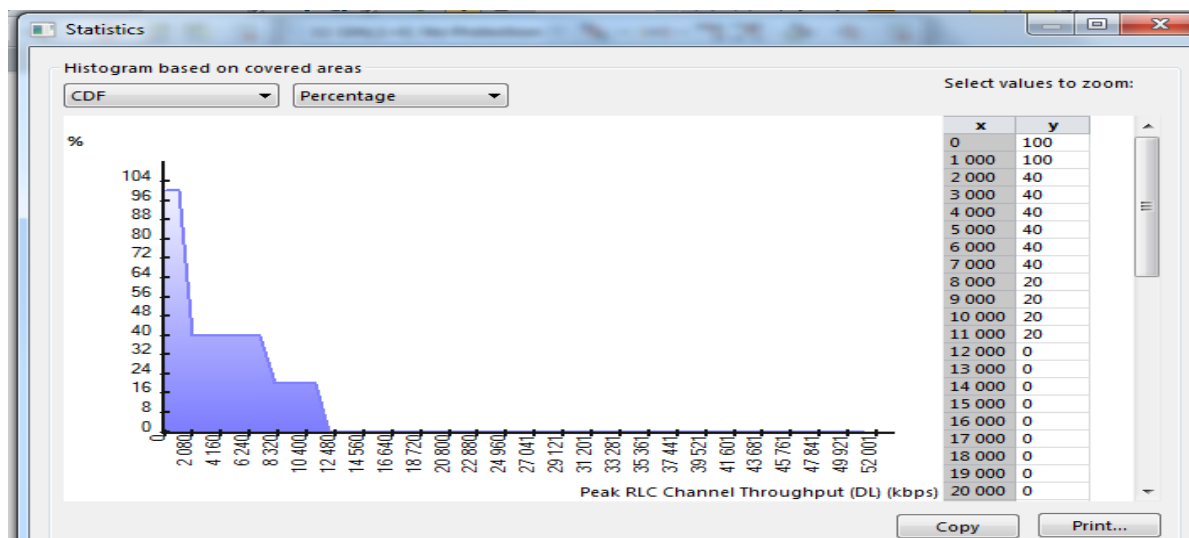 Statistics
Histogram based on covered areas
CDF
Percentage
Select values to zoom:
%
104
96
88
80
72
64
56
48
40
32
24
16
8
0
0
2 080
4 160
6 240
8 320
10 400
12 480
14 560
16 640
18 720
20 800
22 880
24 960
27 041
29 121
31 201
33 281
35 361
37 441
39 521
41 601
43 681
45 761
47 841
49 921
52 001
Peak RLC Channel Throughput (DL) (kbps)
x y
0 100
1 000 100
2 000 40
3 000 40
4 000 40
5 000 40
6 000 40
7 000 40
8 000 20
9 000 20
10 000 20
11 000 20
12 000 0
13 000 0
14 000 0
15 000 0
16 000 0
17 000 0
18 000 0
19 000 0
20 000 0
Copy
Print...